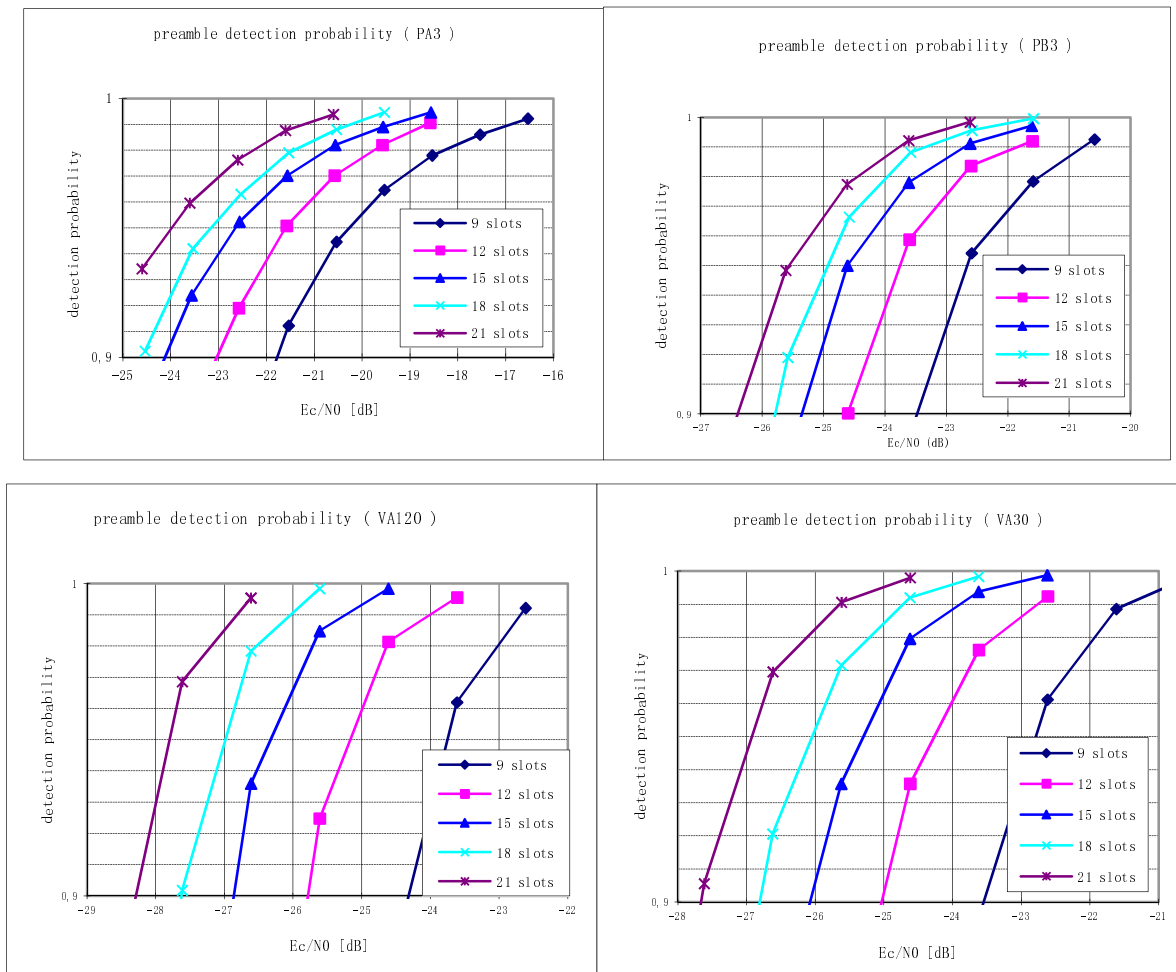 preamble detection probability ( PA3 )
1
detection probability
0,9
9 slots
12 slots
15 slots
18 slots
21 slots
-25 -24 -23 -22 -21 -20 -19 -18 -17 -16
Ec/N0 [dB]
preamble detection probability ( PB3 )
1
detection probability
0,9
9 slots
12 slots
15 slots
18 slots
21 slots
-27 -26 -25 -24 -23 -22 -21 -20
Ec/N0 (dB)
preamble detection probability ( VA120 )
1
detection probability
0,9
9 slots
12 slots
15 slots
18 slots
21 slots
-29 -28 -27 -26 -25 -24 -23 -22
Ec/N0 [dB]
preamble detection probability ( VA30 )
1
detection probability
0,9
9 slots
12 slots
15 slots
18 slots
21 slots
-28 -27 -26 -25 -24 -23 -22 -21
Ec/N0 [dB]